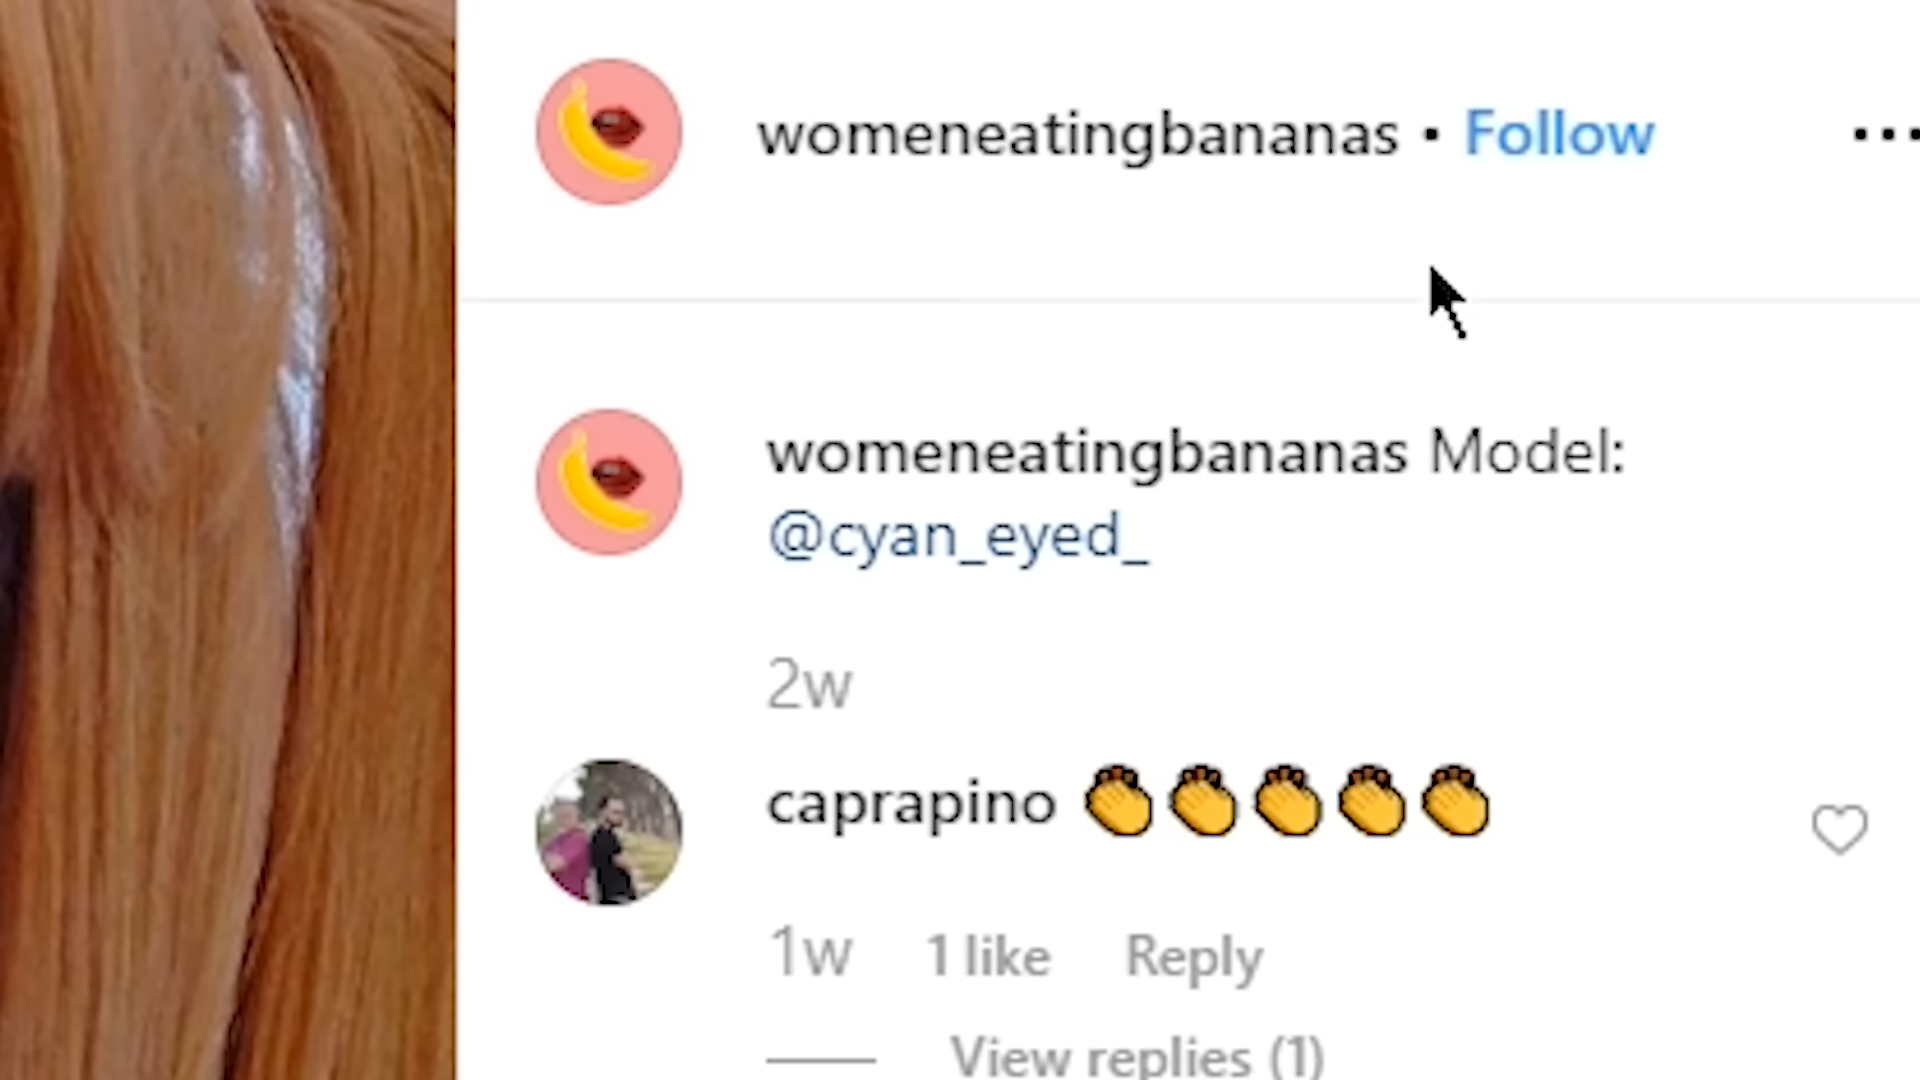 womeneatingbananas • Follow ...
womeneatingbananas Model:
@cyan_eyed_
2w
caprapino 👏👏👏👏👏
1w 1 like Reply
View replies (1)